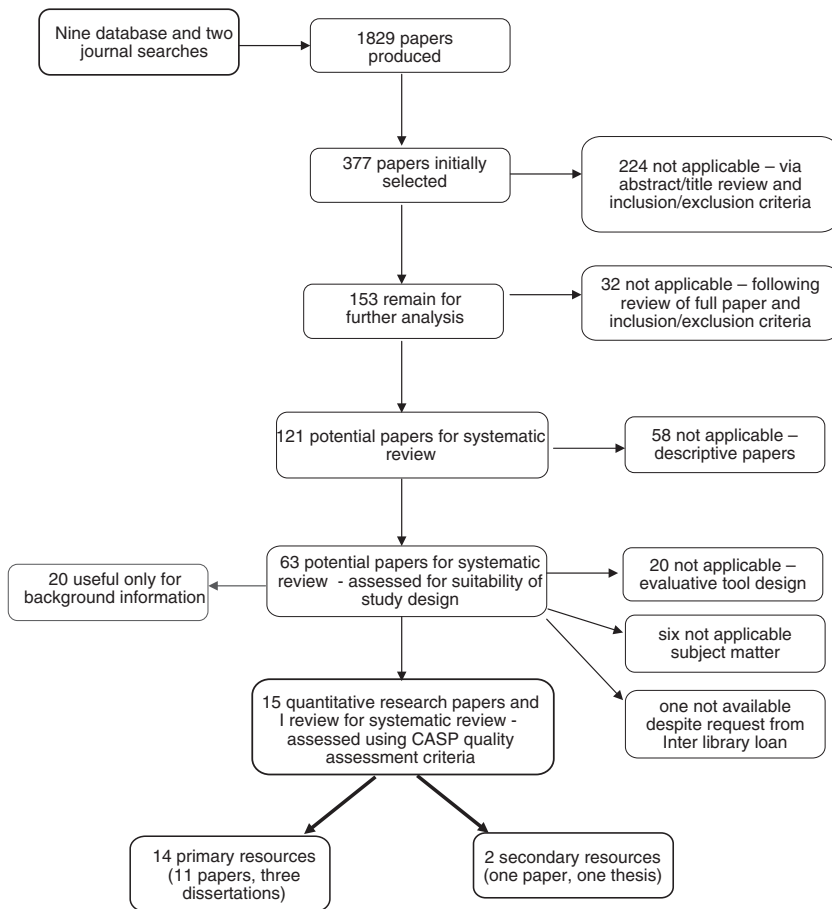 Nine database and two
journal searches
1829 papers
produced
377 papers initially
selected
224 not applicable – via
abstract/title review and
inclusion/exclusion criteria
153 remain for
further analysis
32 not applicable – following
review of full paper and
inclusion/exclusion criteria
121 potential papers for systematic
review
58 not applicable –
descriptive papers
63 potential papers for systematic
review - assessed for suitability of
study design
20 useful only for
background information
20 not applicable –
evaluative tool design
six not applicable
subject matter
one not available
despite request from
Inter library loan
15 quantitative research papers and
I review for systematic review -
assessed using CASP quality
assessment criteria
14 primary resources
(11 papers, three
dissertations)
2 secondary resources
(one paper, one thesis)